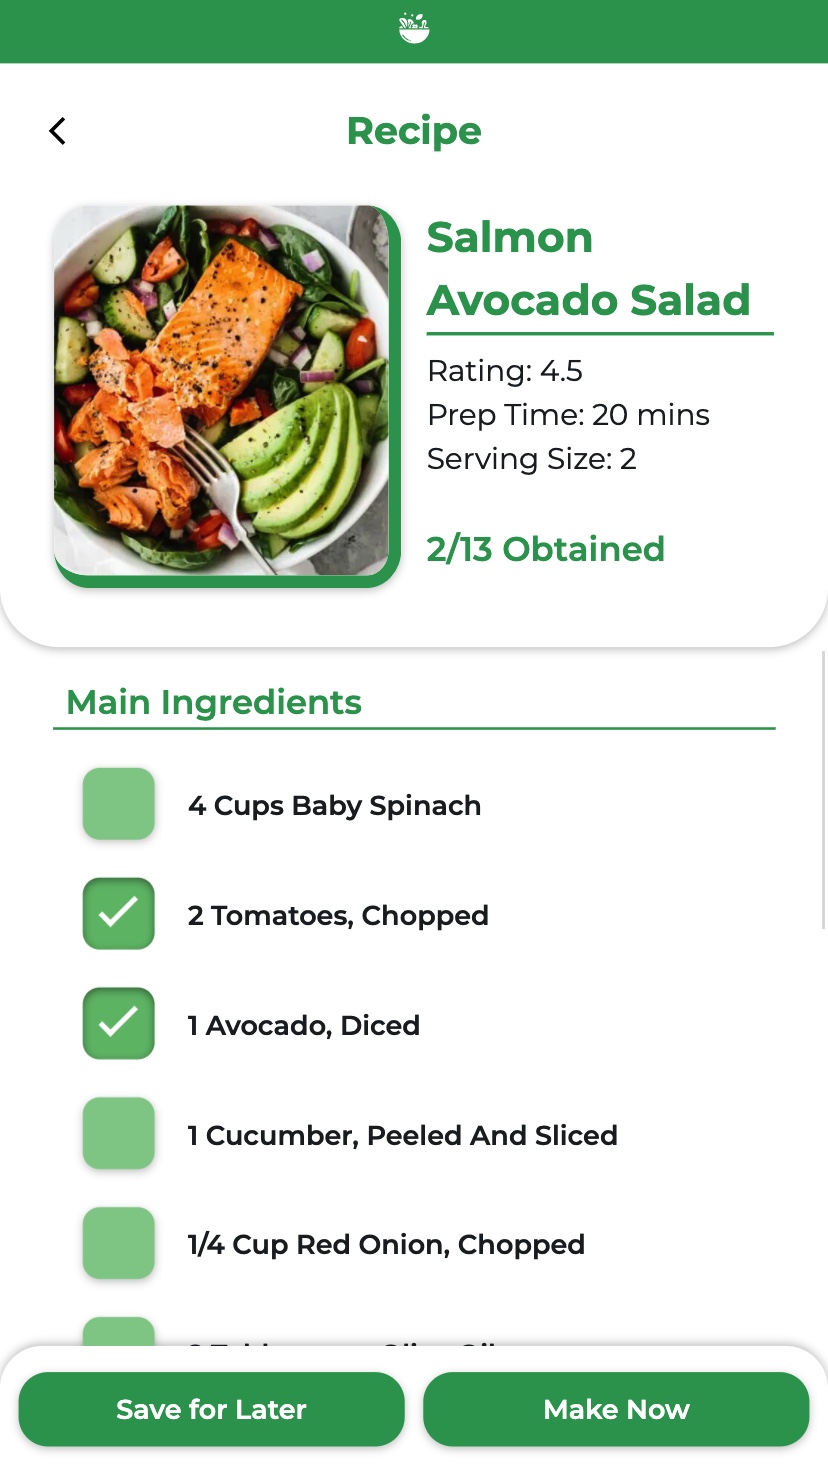 Recipe
Salmon
Avocado Salad
Rating: 4.5
Prep Time: 20 mins
Serving Size: 2
2/13 Obtained
Main Ingredients
4 Cups Baby Spinach
2 Tomatoes, Chopped
1 Avocado, Diced
1 Cucumber, Peeled And Sliced
1/4 Cup Red Onion, Chopped
Save for Later
Make Now